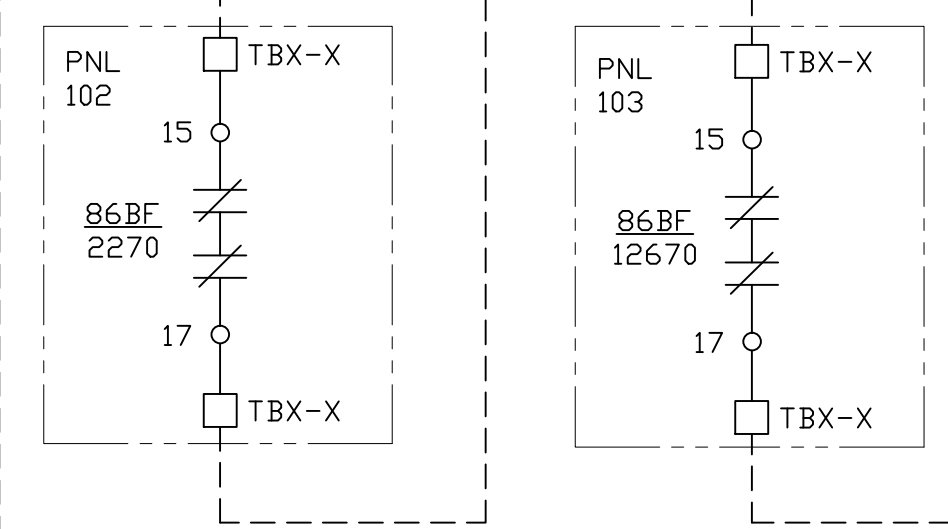 PNL
102
TBX-X
15
86BF
2270
17
TBX-X
PNL
103
TBX-X
15
86BF
12670
17
TBX-X